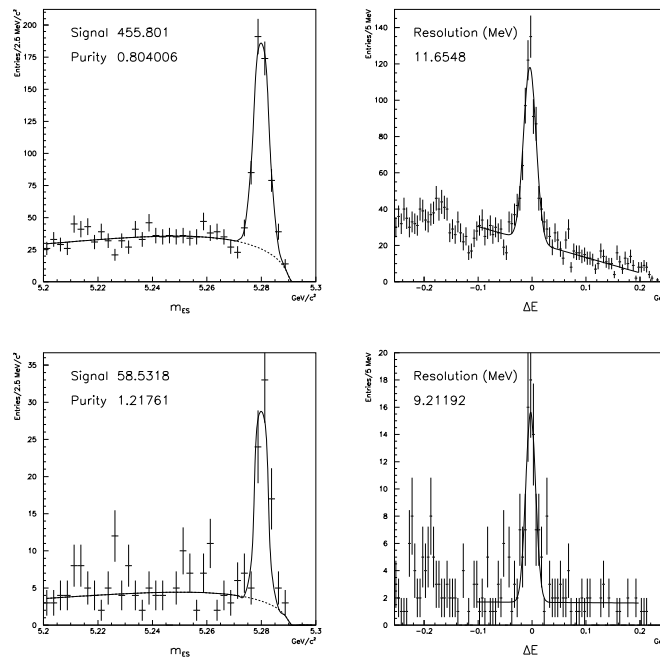 Entries/2.5 MeV/c²
Signal 455.801
Purity 0.804006
200
175
150
125
100
75
50
25
0
5.2 5.22 5.24 5.26 5.28 5.3
GeV/c²
mES
Entries/5 MeV
Resolution (MeV)
11.6548
140
120
100
80
60
40
20
0
-0.2 -0.1 0 0.1 0.2
ΔE
Entries/2.5 MeV/c²
Signal 58.5318
Purity 1.21761
35
30
25
20
15
10
5
0
5.2 5.22 5.24 5.26 5.28 5.3
GeV/c²
mES
Entries/5 MeV
Resolution (MeV)
9.21192
20
18
16
14
12
10
8
6
4
2
0
-0.2 -0.1 0 0.1 0.2
ΔE